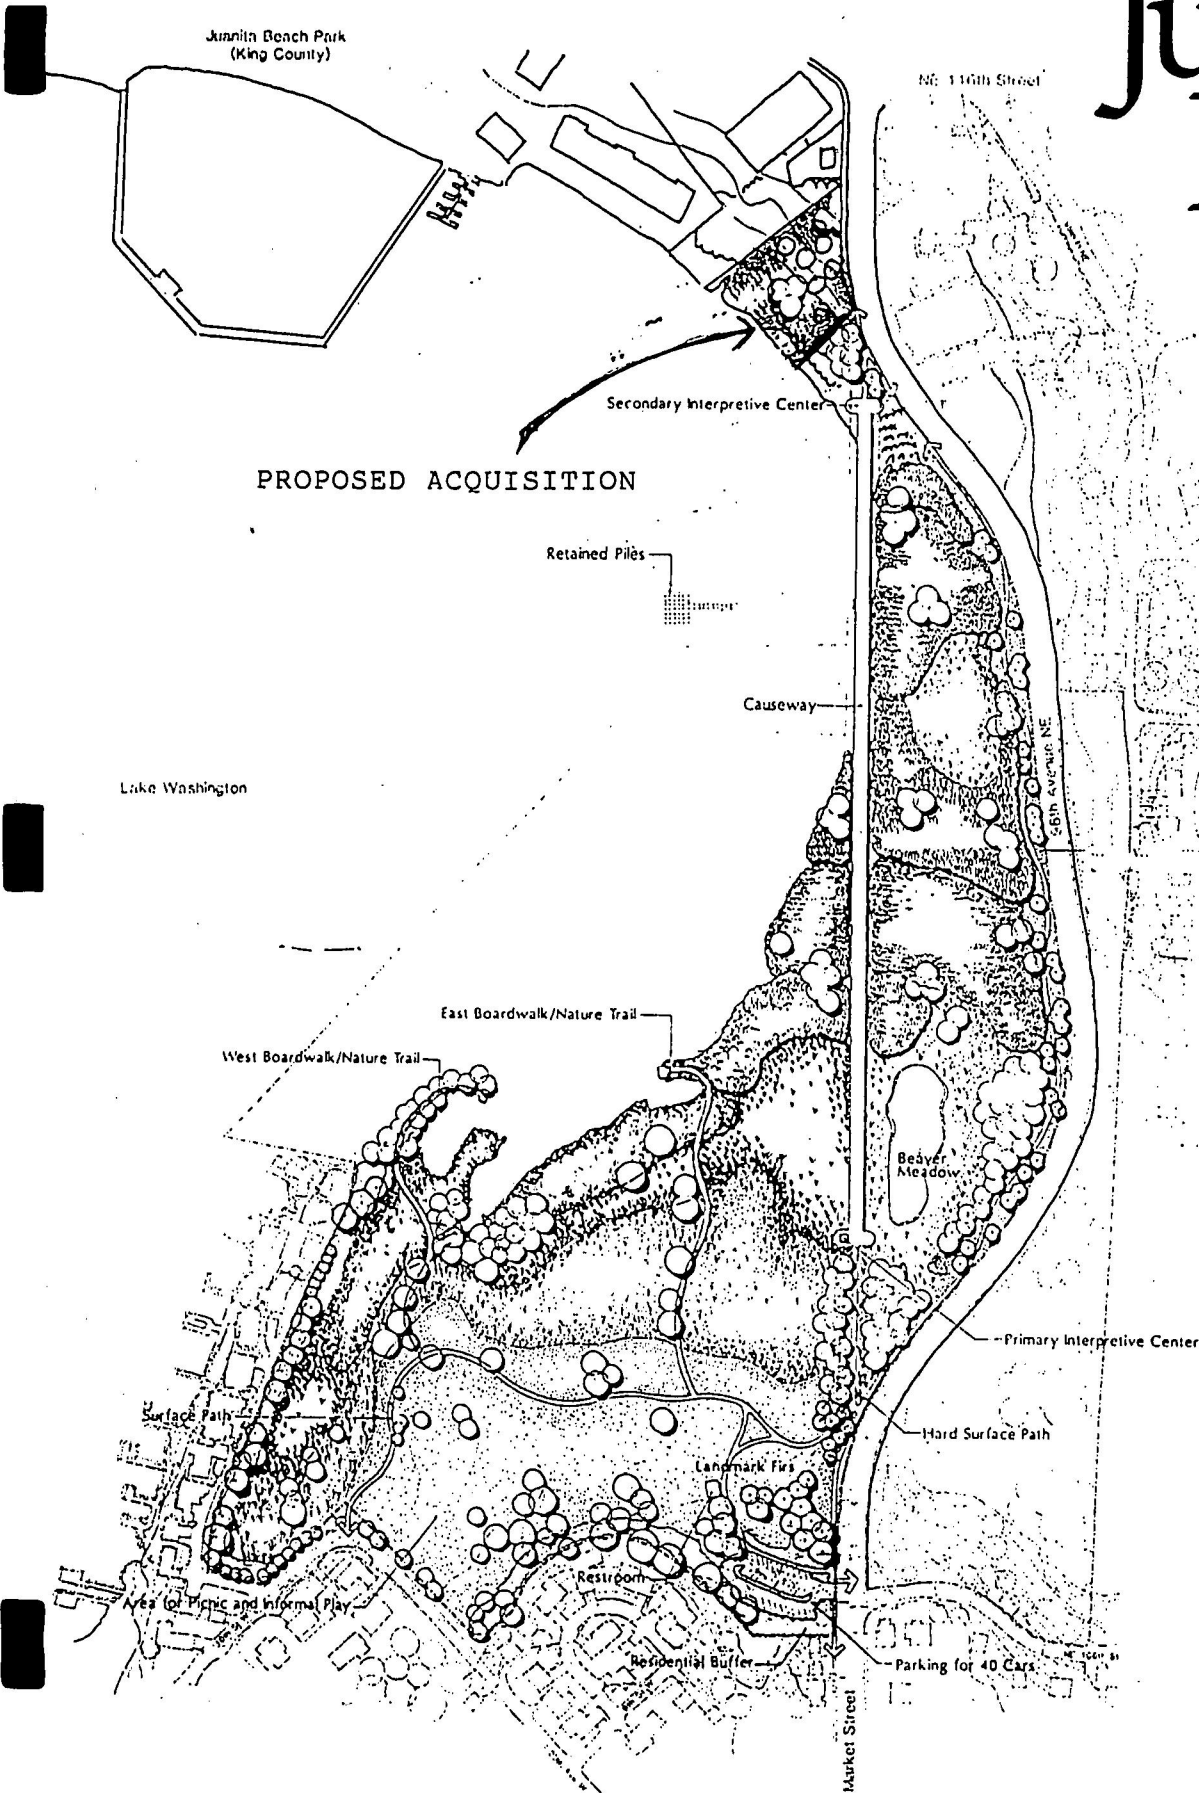 Ju
Juanita Beach Park
(King County)
NE 116th Street
Secondary Interpretive Center
PROPOSED ACQUISITION
Retained Piles
Causeway
98th Avenue NE
Lake Washington
East Boardwalk/Nature Trail
West Boardwalk/Nature Trail
Beaver
Meadow
Primary Interpretive Center
Surface Path
Hard Surface Path
Landmark Firs
Restroom
Area for Picnic and Informal Play
Residential Buffer
Parking for 40 Cars
Market Street